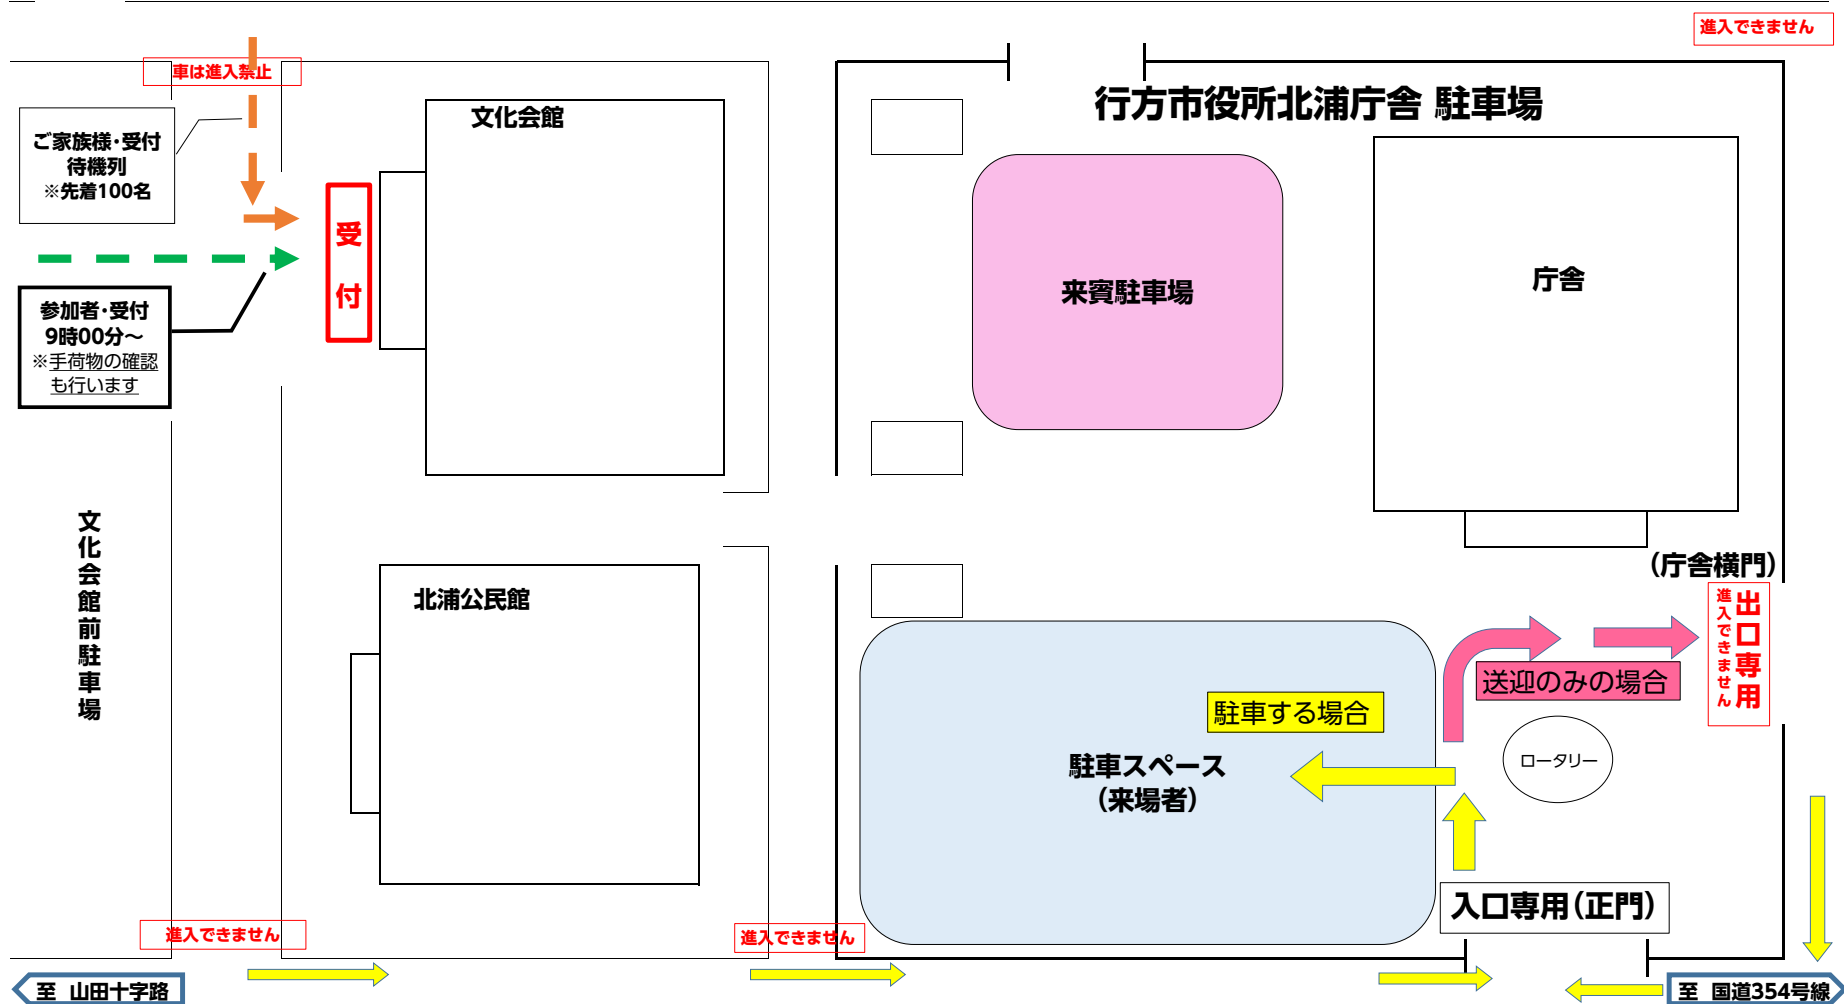 進入できません
車は進入禁止
行方市役所北浦庁舎 駐車場
文化会館
ご家族様・受付
待機列
※先着100名
受付
参加者・受付
9時00分～
※手荷物の確認
も行います
来賓駐車場
庁舎
文化会館前駐車場
北浦公民館
（庁舎横門）
出口専用
進入できません
送迎のみの場合
駐車する場合
駐車スペース
（来場者）
ロータリー
入口専用（正門）
進入できません
進入できません
至 山田十字路
至 国道354号線